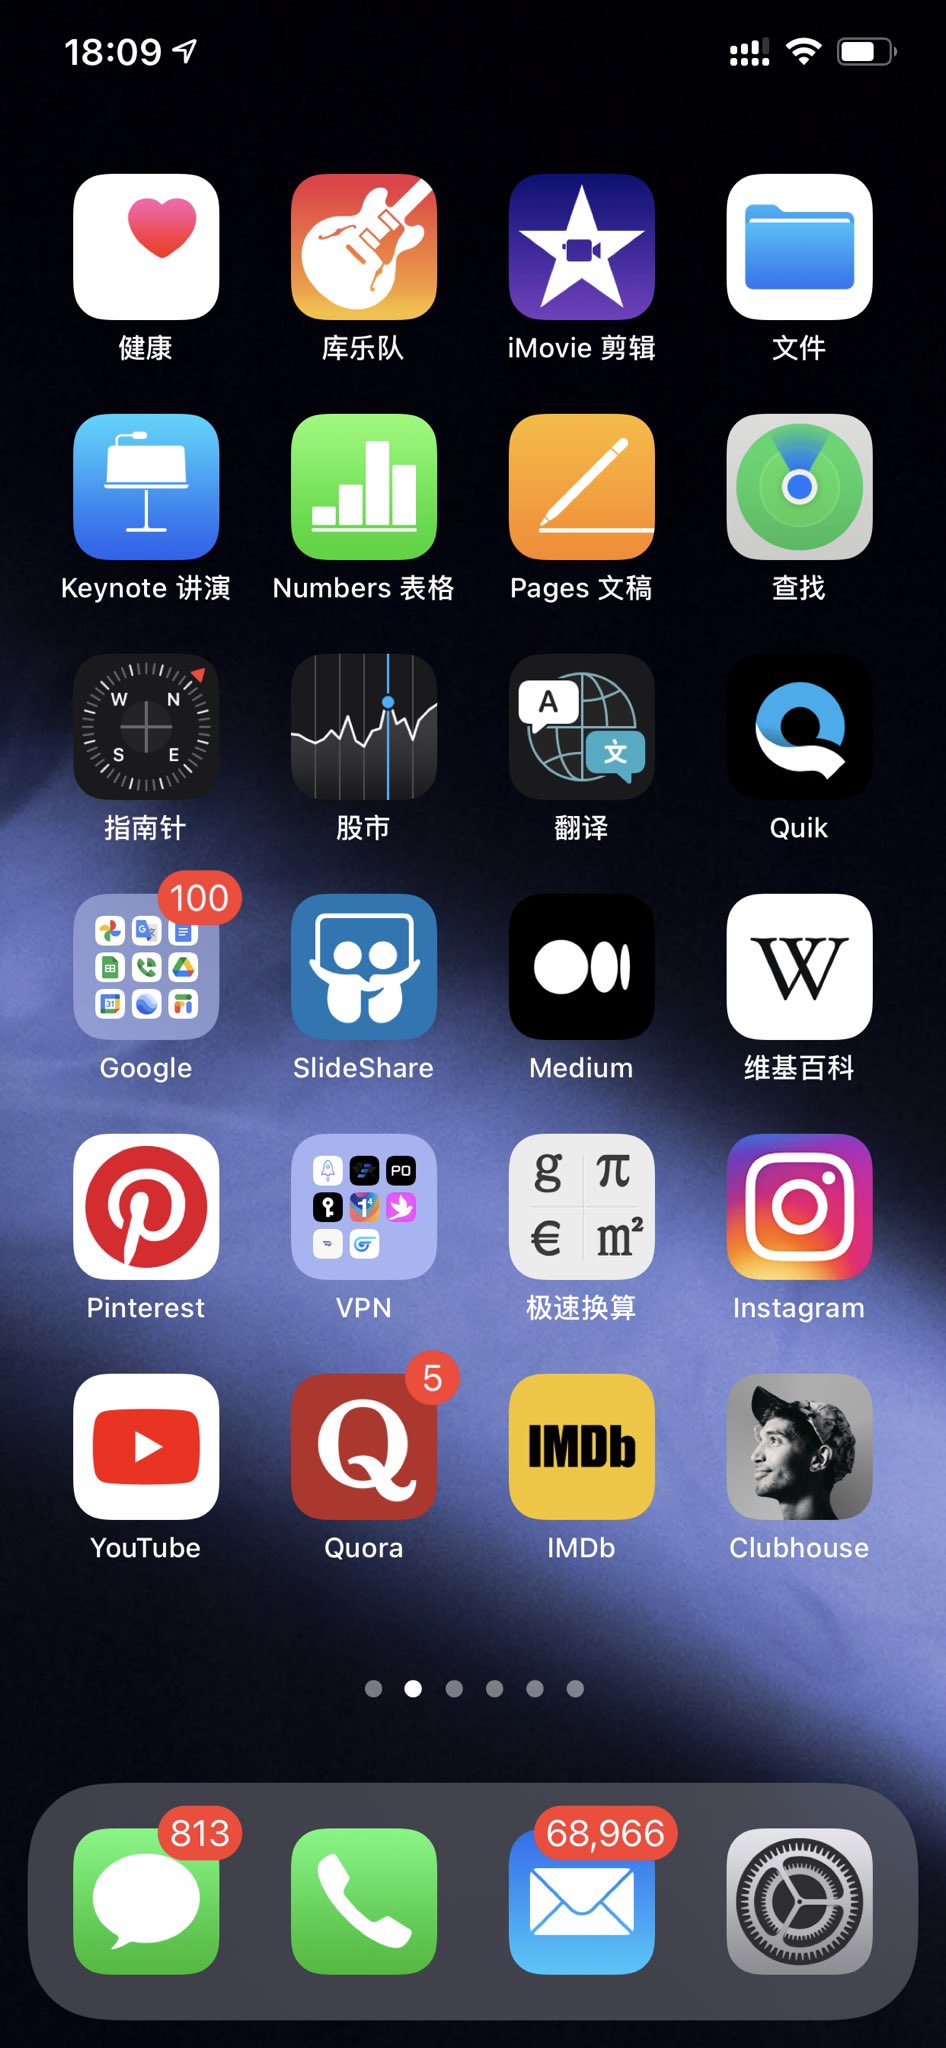 18:09
健康 库乐队 iMovie 剪辑 文件
Keynote 讲演 Numbers 表格 Pages 文稿 查找
W N
S E
A
文
指南针 股市 翻译 Quik
100
31
W
Google SlideShare Medium 维基百科
PO
1⁴
g π
€ m²
Pinterest VPN 极速换算 Instagram
5
Q
IMDb
YouTube Quora IMDb Clubhouse
813
68,966